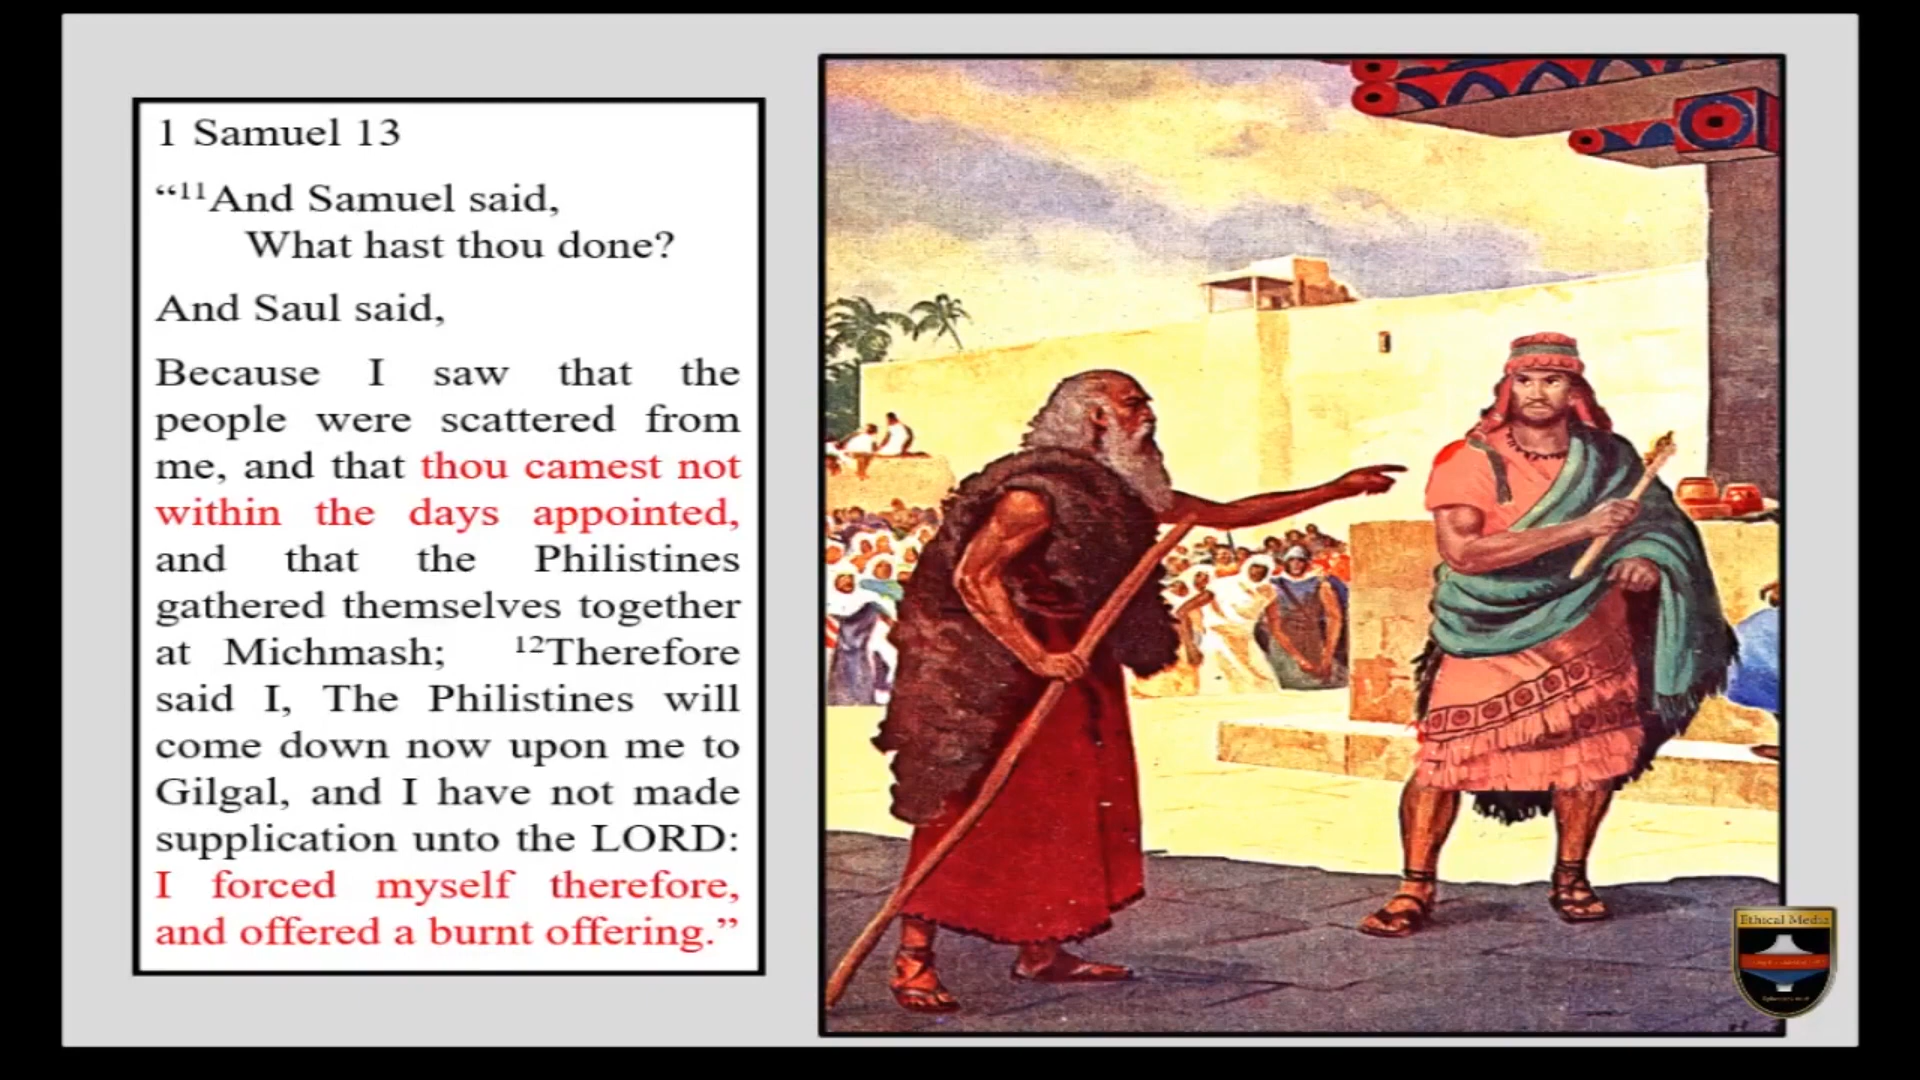 1 Samuel 13
“¹¹And Samuel said,
What hast thou done?
And Saul said,
Because I saw that the
people were scattered from
me, and that thou camest not
within the days appointed,
and that the Philistines
gathered themselves together
at Michmash; ¹²Therefore
said I, The Philistines will
come down now upon me to
Gilgal, and I have not made
supplication unto the LORD:
I forced myself therefore,
and offered a burnt offering.”
Ethical Media